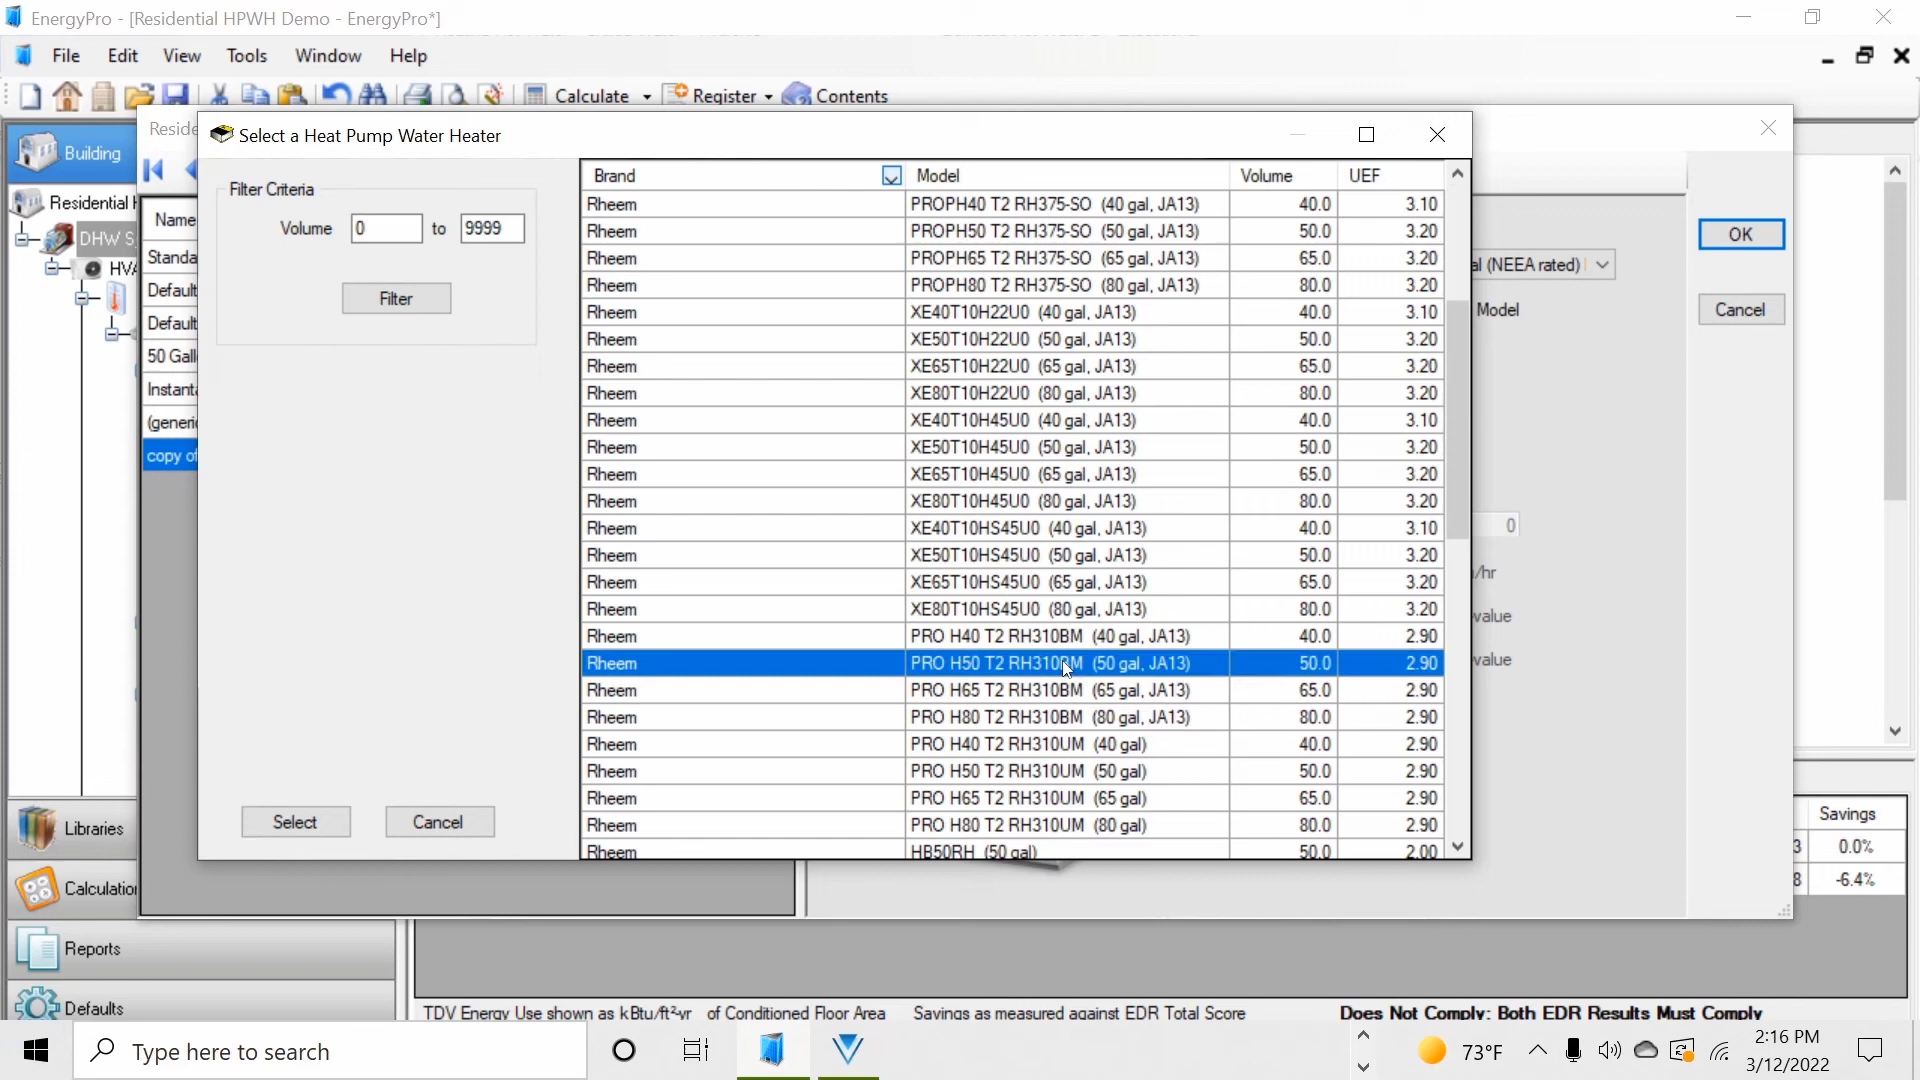 EnergyPro - [Residential HPWH Demo - EnergyPro*]
File Edit View Tools Window Help
Calculate Register Contents
Building
Residential
DHW S
HVA
Libraries
Calculation
Reports
Defaults
Reside
Name
Standa
Default
Default
50 Gall
Instanta
(generic
copy of
Select a Heat Pump Water Heater
Filter Criteria
Volume 0 to 9999
Filter
Select Cancel
Brand Model Volume UEF
Rheem PROPH40 T2 RH375-SO (40 gal, JA13) 40.0 3.10
Rheem PROPH50 T2 RH375-SO (50 gal, JA13) 50.0 3.20
Rheem PROPH65 T2 RH375-SO (65 gal, JA13) 65.0 3.20
Rheem PROPH80 T2 RH375-SO (80 gal, JA13) 80.0 3.20
Rheem XE40T10H22U0 (40 gal, JA13) 40.0 3.10
Rheem XE50T10H22U0 (50 gal, JA13) 50.0 3.20
Rheem XE65T10H22U0 (65 gal, JA13) 65.0 3.20
Rheem XE80T10H22U0 (80 gal, JA13) 80.0 3.20
Rheem XE40T10H45U0 (40 gal, JA13) 40.0 3.10
Rheem XE50T10H45U0 (50 gal, JA13) 50.0 3.20
Rheem XE65T10H45U0 (65 gal, JA13) 65.0 3.20
Rheem XE80T10H45U0 (80 gal, JA13) 80.0 3.20
Rheem XE40T10HS45U0 (40 gal, JA13) 40.0 3.10
Rheem XE50T10HS45U0 (50 gal, JA13) 50.0 3.20
Rheem XE65T10HS45U0 (65 gal, JA13) 65.0 3.20
Rheem XE80T10HS45U0 (80 gal, JA13) 80.0 3.20
Rheem PRO H40 T2 RH310BM (40 gal, JA13) 40.0 2.90
Rheem PRO H50 T2 RH310BM (50 gal, JA13) 50.0 2.90
Rheem PRO H65 T2 RH310BM (65 gal, JA13) 65.0 2.90
Rheem PRO H80 T2 RH310BM (80 gal, JA13) 80.0 2.90
Rheem PRO H40 T2 RH310UM (40 gal) 40.0 2.90
Rheem PRO H50 T2 RH310UM (50 gal) 50.0 2.90
Rheem PRO H65 T2 RH310UM (65 gal) 65.0 2.90
Rheem PRO H80 T2 RH310UM (80 gal) 80.0 2.90
Rheem HB50RH (50 gal) 50.0 2.00
al (NEEA rated)
Model
0
/hr
value
value
OK
Cancel
Savings
3 0.0%
8 -6.4%
TDV Energy Use shown as kBtu/ft²-yr of Conditioned Floor Area Savings as measured against EDR Total Score Does Not Comply: Both EDR Results Must Comply
Type here to search
73°F
2:16 PM
3/12/2022